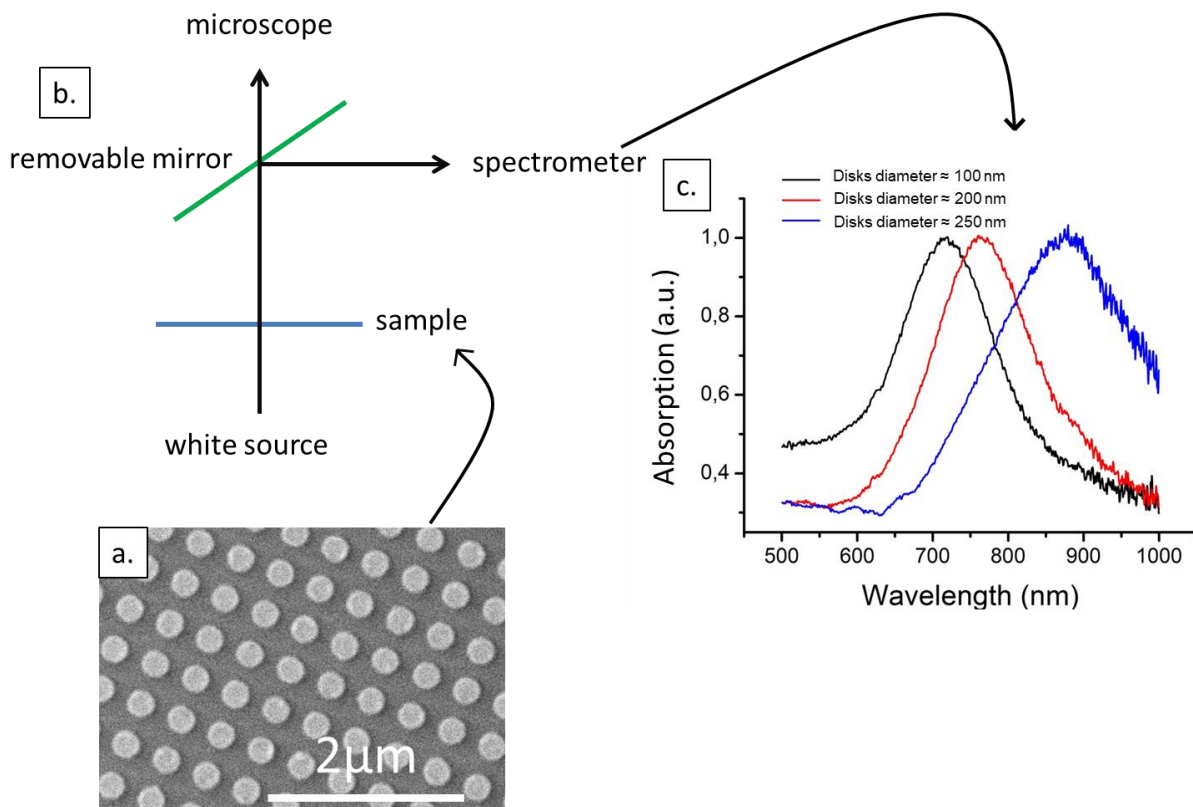 microscope
b.
removable mirror
spectrometer
sample
white source
a.
2μm
c.
Disks diameter ≈ 100 nm
Disks diameter ≈ 200 nm
Disks diameter ≈ 250 nm
Absorption (a.u.)
1,0
0,8
0,6
0,4
500 600 700 800 900 1000
Wavelength (nm)